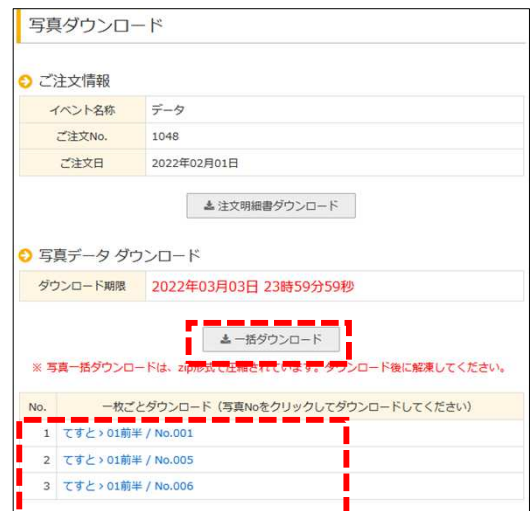 写真ダウンロード
ご注文情報
イベント名称 データ
ご注文No. 1048
ご注文日 2022年02月01日
注文明細書ダウンロード
写真データ ダウンロード
ダウンロード期限 2022年03月03日 23時59分59秒
一括ダウンロード
※ 写真一括ダウンロードは、zip形式で圧縮されています。ダウンロード後に解凍してください。
No. 一枚ごとダウンロード（写真Noをクリックしてダウンロードしてください）
1 てすと › 01前半 / No.001
2 てすと › 01前半 / No.005
3 てすと › 01前半 / No.006